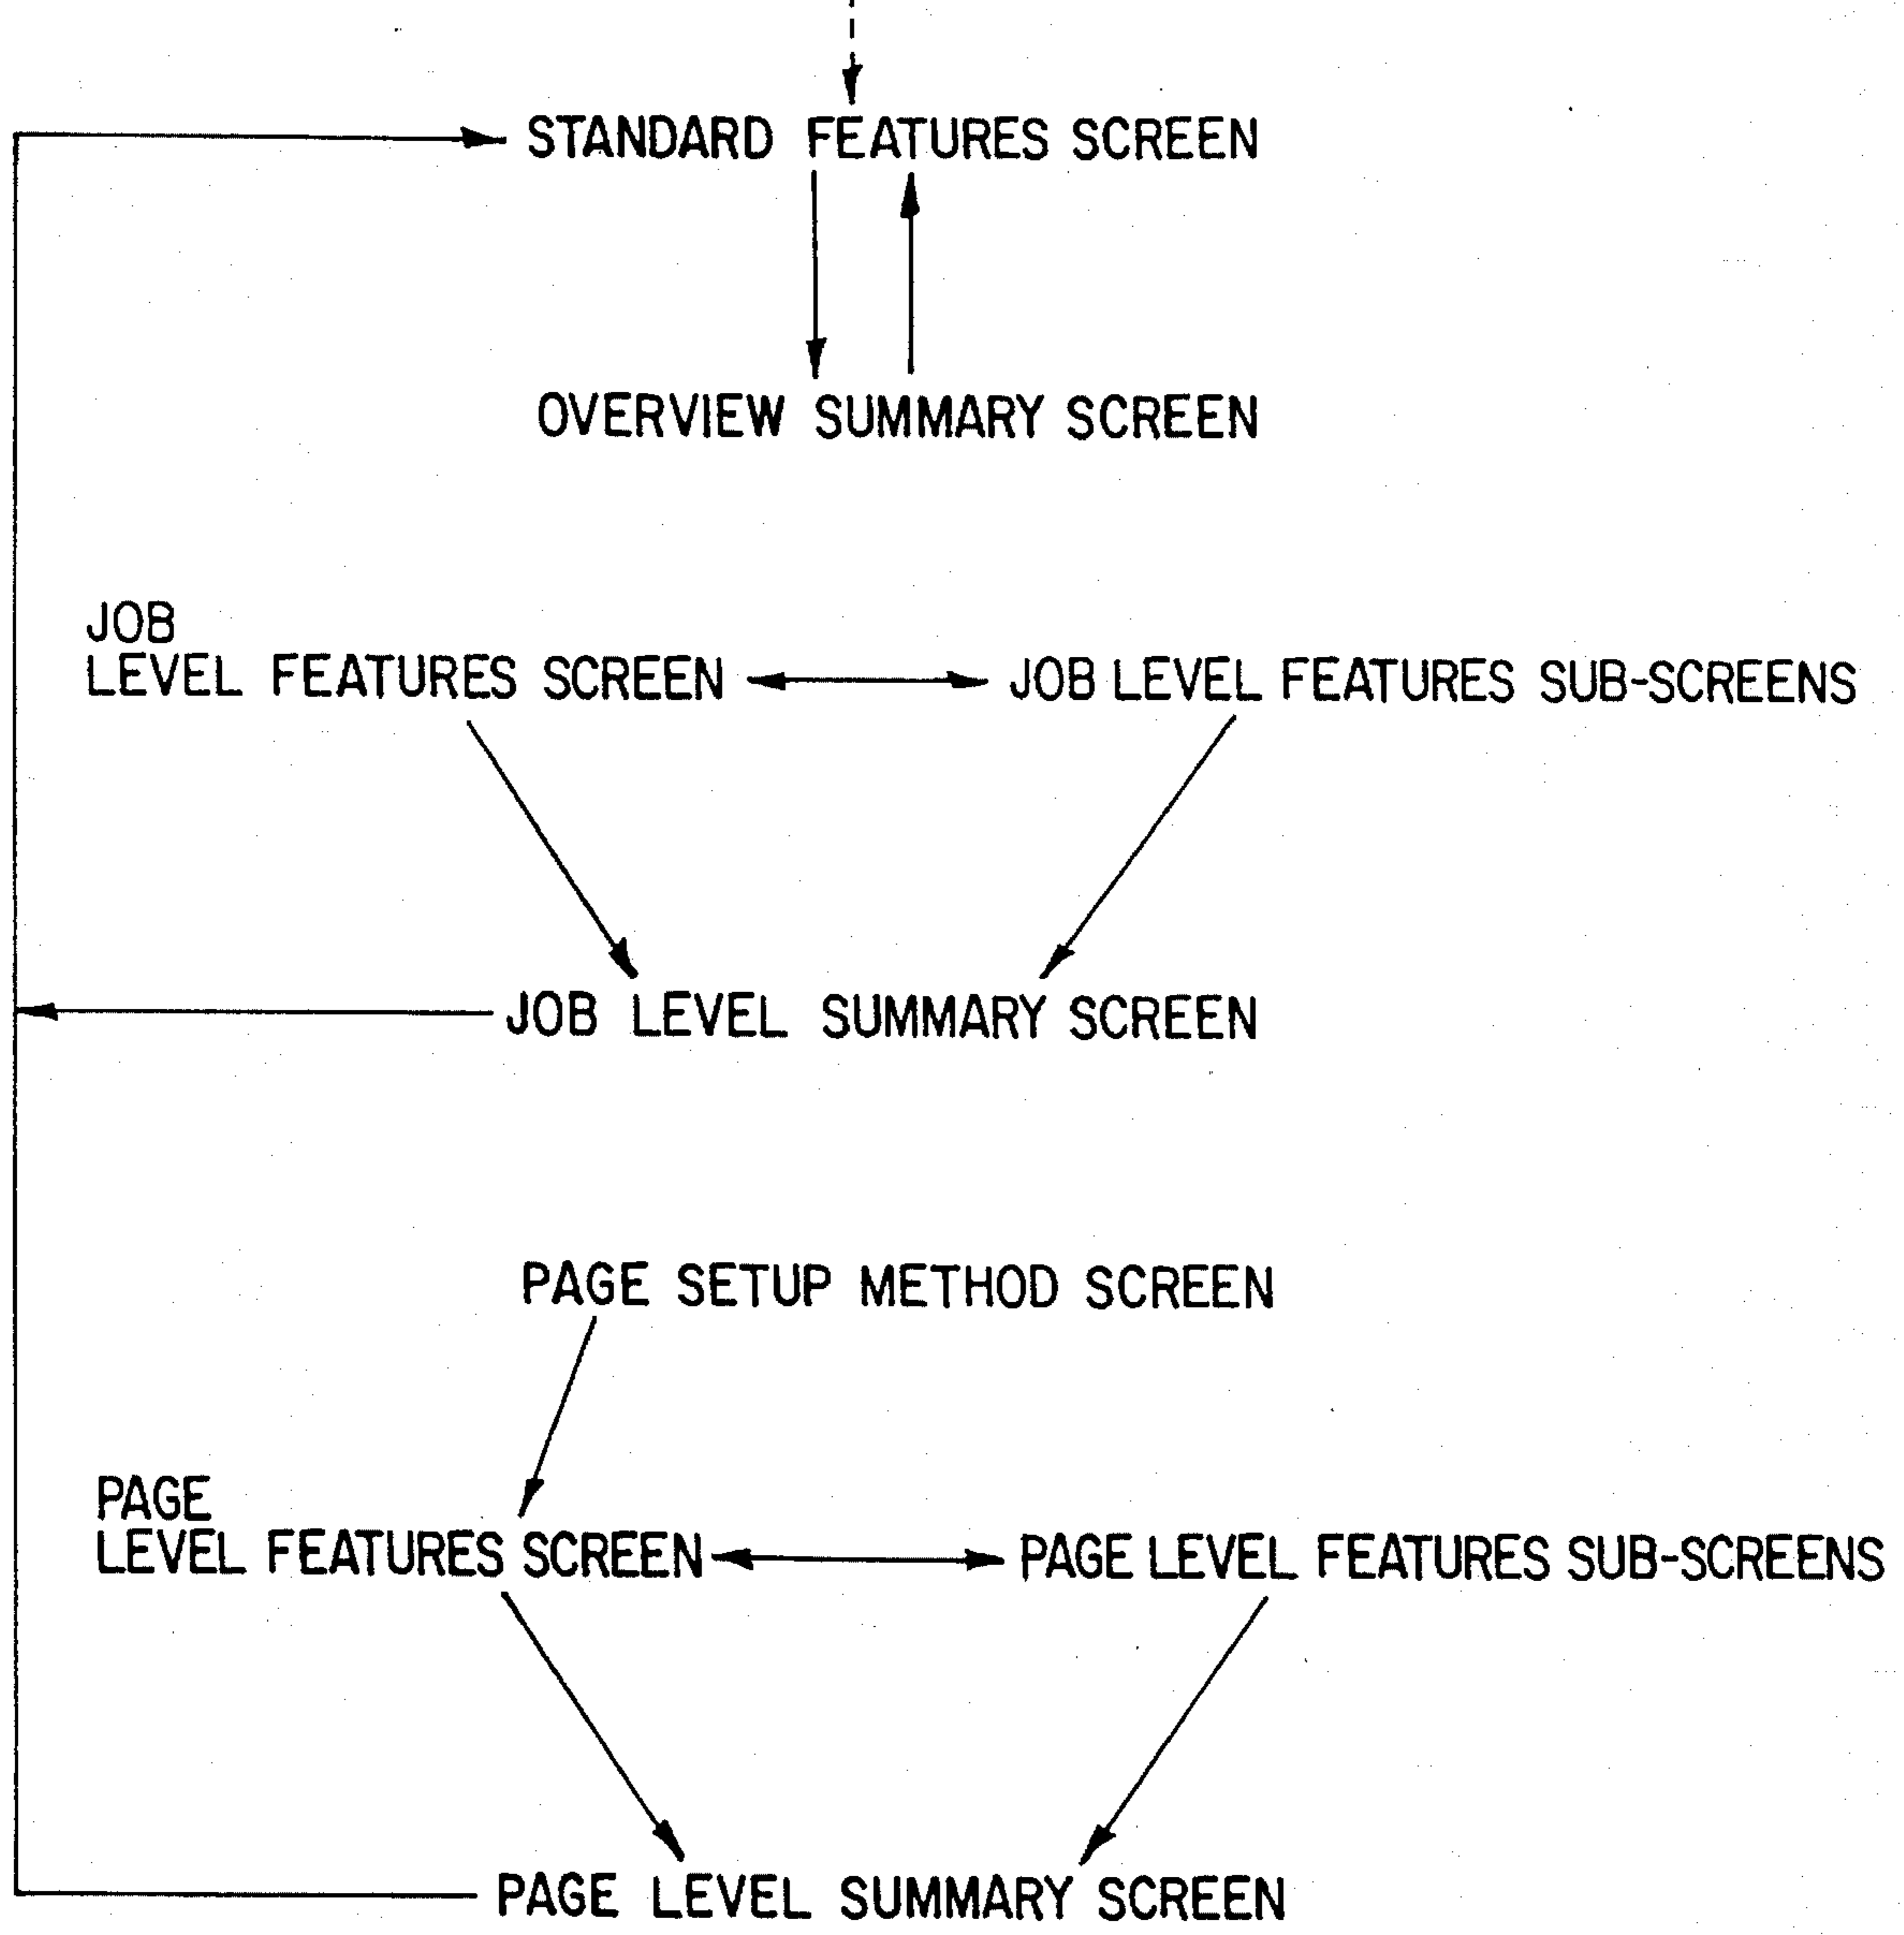 STANDARD FEATURES SCREEN
OVERVIEW SUMMARY SCREEN
JOB
LEVEL FEATURES SCREEN
JOB LEVEL FEATURES SUB-SCREENS
JOB LEVEL SUMMARY SCREEN
PAGE SETUP METHOD SCREEN
PAGE
LEVEL FEATURES SCREEN
PAGE LEVEL FEATURES SUB-SCREENS
PAGE LEVEL SUMMARY SCREEN